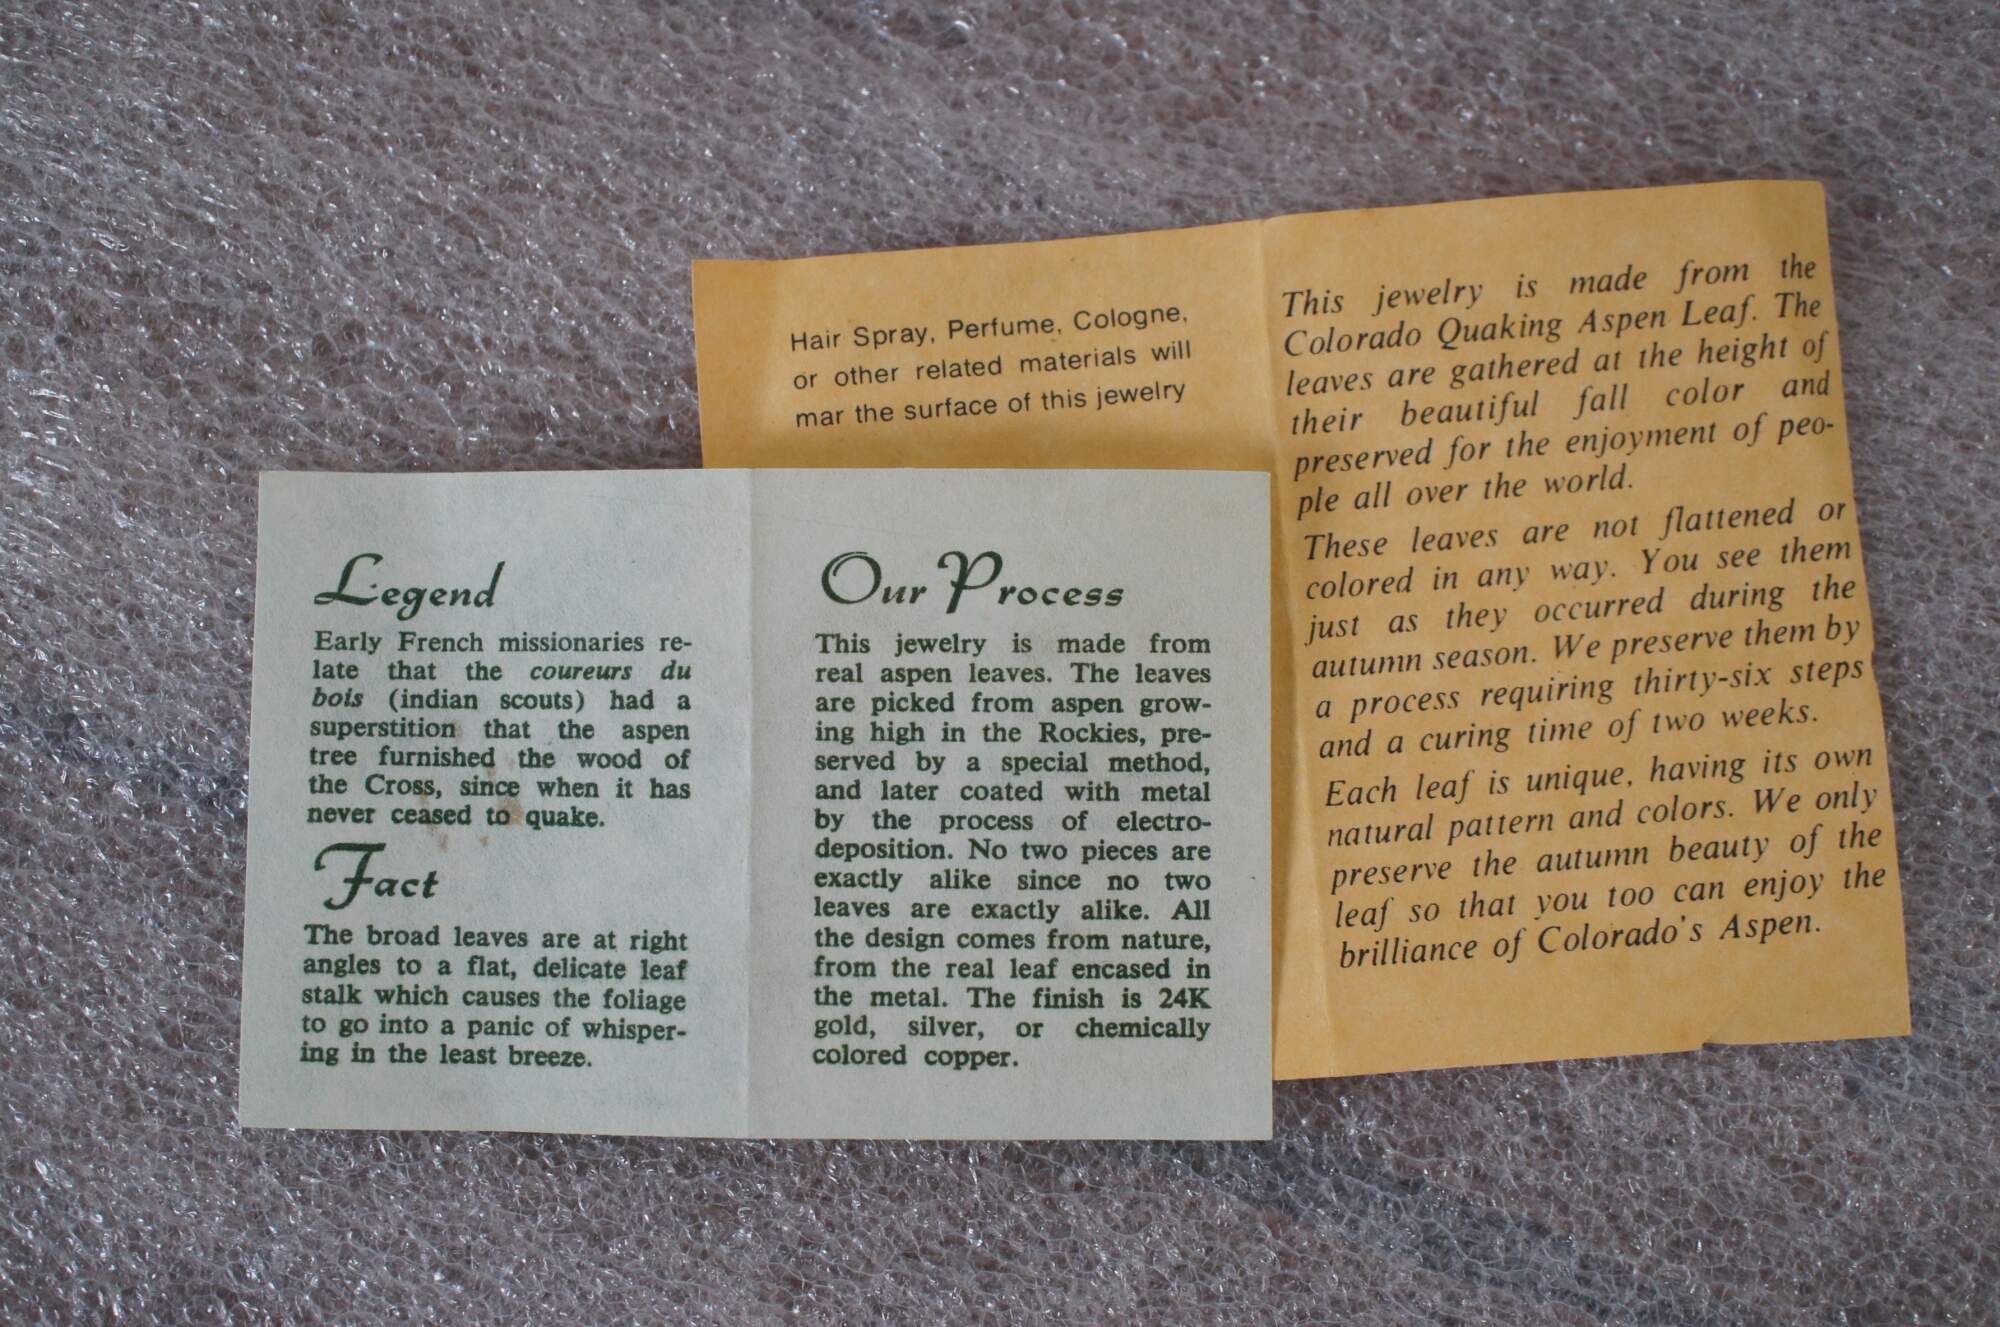 Hair Spray, Perfume, Cologne,
or other related materials will
mar the surface of this jewelry
This jewelry is made from the
Colorado Quaking Aspen Leaf. The
leaves are gathered at the height of
their beautiful fall color and
preserved for the enjoyment of peo-
ple all over the world.
These leaves are not flattened or
colored in any way. You see them
just as they occurred during the
autumn season. We preserve them by
a process requiring thirty-six steps
and a curing time of two weeks.
Each leaf is unique, having its own
natural pattern and colors. We only
preserve the autumn beauty of the
leaf so that you too can enjoy the
brilliance of Colorado's Aspen.
Legend
Early French missionaries re-
late that the coureurs du
bois (indian scouts) had a
superstition that the aspen
tree furnished the wood of
the Cross, since when it has
never ceased to quake.
Fact
The broad leaves are at right
angles to a flat, delicate leaf
stalk which causes the foliage
to go into a panic of whisper-
ing in the least breeze.
Our Process
This jewelry is made from
real aspen leaves. The leaves
are picked from aspen grow-
ing high in the Rockies, pre-
served by a special method,
and later coated with metal
by the process of electro-
deposition. No two pieces are
exactly alike since no two
leaves are exactly alike. All
the design comes from nature,
from the real leaf encased in
the metal. The finish is 24K
gold, silver, or chemically
colored copper.